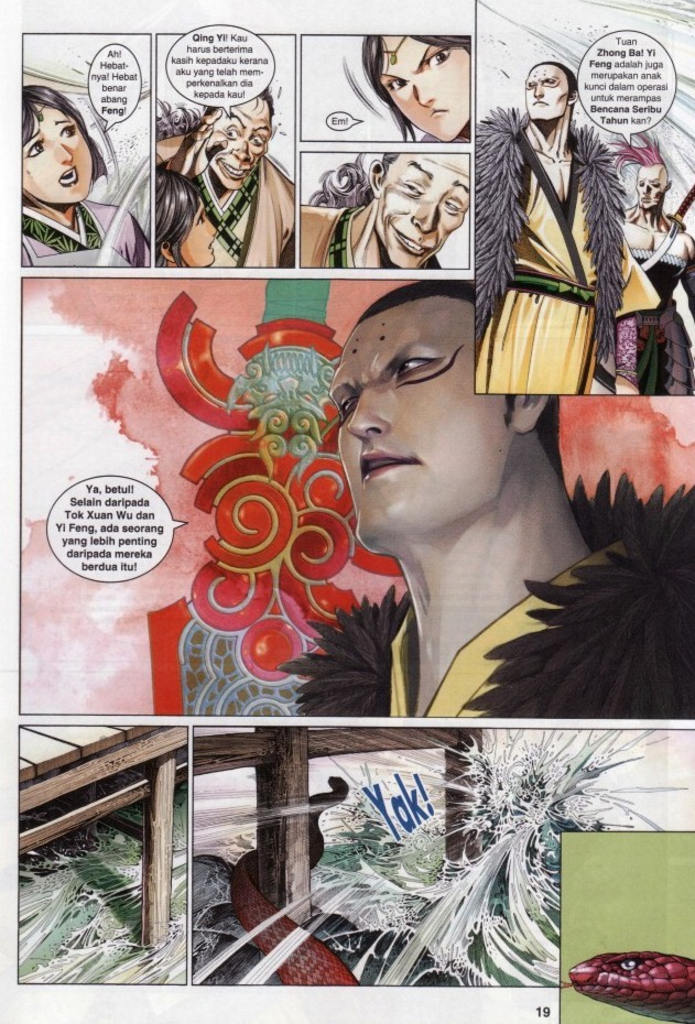 Ah!
Hebat-
nya! Hebat
benar
abang
Feng!
Qing Yi! Kau
harus berterima
kasih kepadaku kerana
aku yang telah mem-
perkenalkan dia
kepada kau!
Em!
Tuan
Zhong Ba! Yi
Feng adalah juga
merupakan anak
kunci dalam operasi
untuk merampas
Bencana Seribu
Tahun kan?
Ya, betul!
Selain daripada
Tok Xuan Wu dan
Yi Feng, ada seorang
yang lebih penting
daripada mereka
berdua itu!
Yak!
19